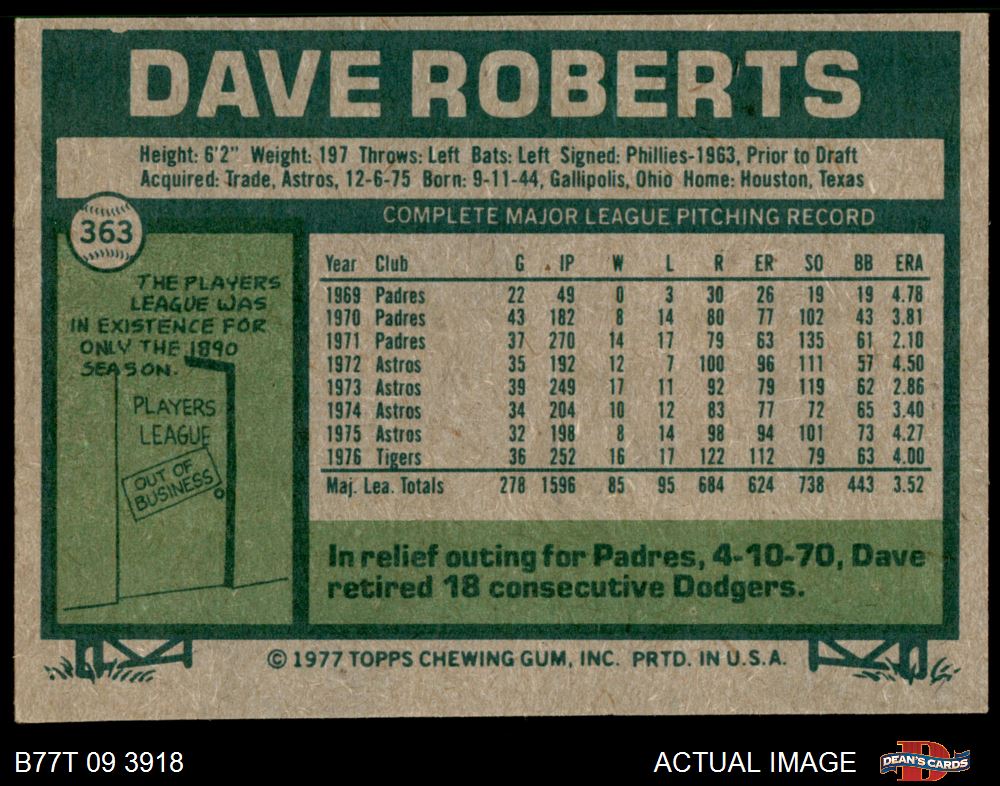 DAVE ROBERTS
Height: 6'2" Weight: 197 Throws: Left Bats: Left Signed: Phillies-1963, Prior to Draft
Acquired: Trade, Astros, 12-6-75 Born: 9-11-44, Gallipolis, Ohio Home: Houston, Texas
363
THE PLAYERS
LEAGUE WAS
IN EXISTENCE FOR
ONLY THE 1890
SEASON.
PLAYERS
LEAGUE
OUT OF
BUSINESS
COMPLETE MAJOR LEAGUE PITCHING RECORD
Year Club G IP W L R ER SO BB ERA
1969 Padres 22 49 0 3 30 26 19 19 4.78
1970 Padres 43 182 8 14 80 77 102 43 3.81
1971 Padres 37 270 14 17 79 63 135 61 2.10
1972 Astros 35 192 12 7 100 96 111 57 4.50
1973 Astros 39 249 17 11 92 79 119 62 2.86
1974 Astros 34 204 10 12 83 77 72 65 3.40
1975 Astros 32 198 8 14 98 94 101 73 4.27
1976 Tigers 36 252 16 17 122 112 79 63 4.00
Maj. Lea. Totals 278 1596 85 95 684 624 738 443 3.52
In relief outing for Padres, 4-10-70, Dave
retired 18 consecutive Dodgers.
© 1977 TOPPS CHEWING GUM, INC. PRTD. IN U.S.A.
B77T 09 3918
ACTUAL IMAGE
D
DEAN'S CARDS